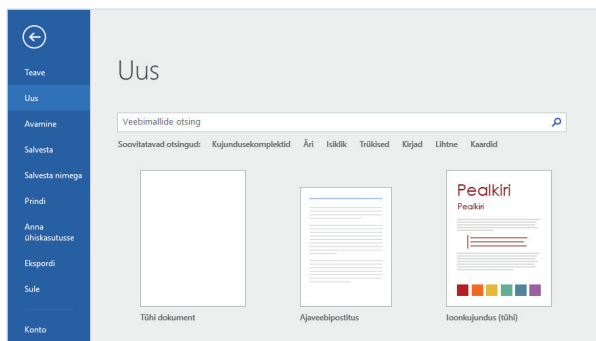 Teave
Uus
Avamine
Salvesta
Salvesta nimega
Prindi
Anna
ühiskasutusse
Ekspordi
Sule
Konto
Uus
Veebimallide otsing
Soovitatavad otsingud: Kujundusekomplektid Äri Isiklik Trükised Kirjad Lihtne Kaardid
Pealkiri
Pealkiri
Tühi dokument
Ajaveebipostitus
Ioonkujundus (tühi)